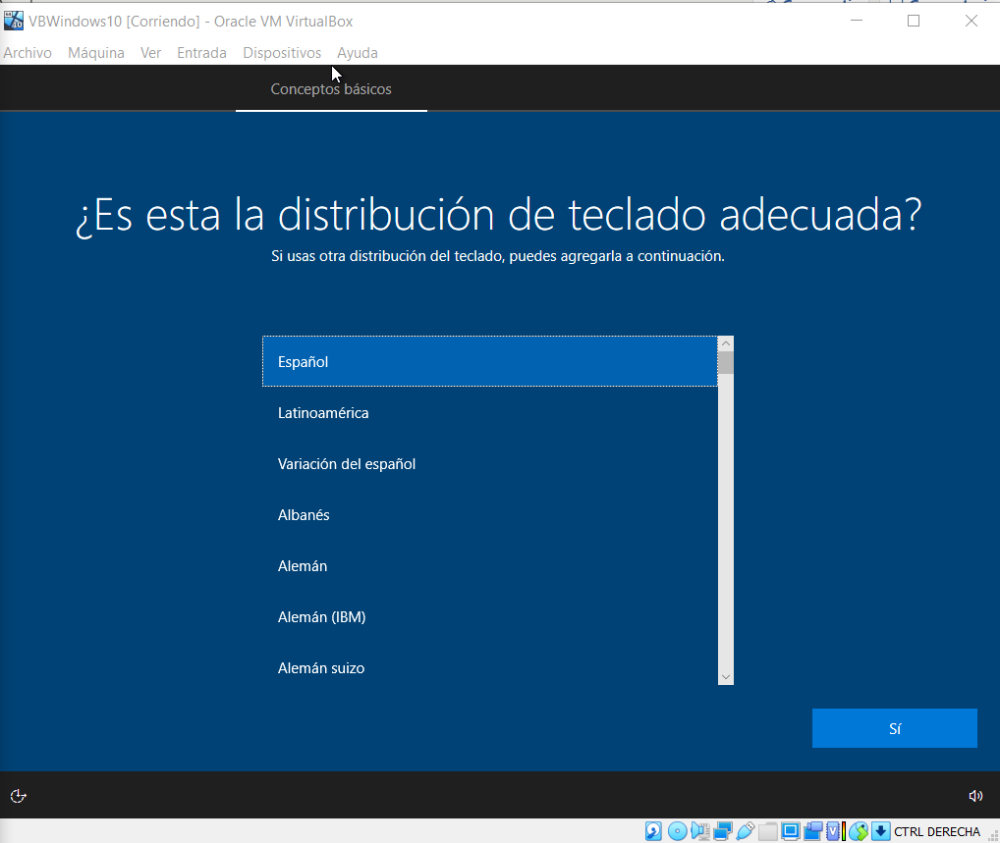 VBWindows10 [Corriendo] - Oracle VM VirtualBox
Archivo Máquina Ver Entrada Dispositivos Ayuda
Conceptos básicos
¿Es esta la distribución de teclado adecuada?
Si usas otra distribución del teclado, puedes agregarla a continuación.
Español
Latinoamérica
Variación del español
Albanés
Alemán
Alemán (IBM)
Alemán suizo
Sí
CTRL DERECHA